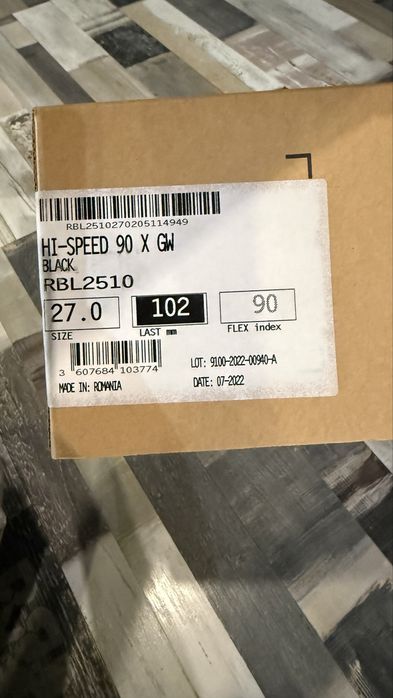 RBL2510270205114949
HI-SPEED 90 X GW
BLACK
RBL2510
27.0 102 90
SIZE LAST mm FLEX index
3 607684 103774
LOT: 9100-2022-00940-A
MADE IN: ROMANIA
DATE: 07-2022